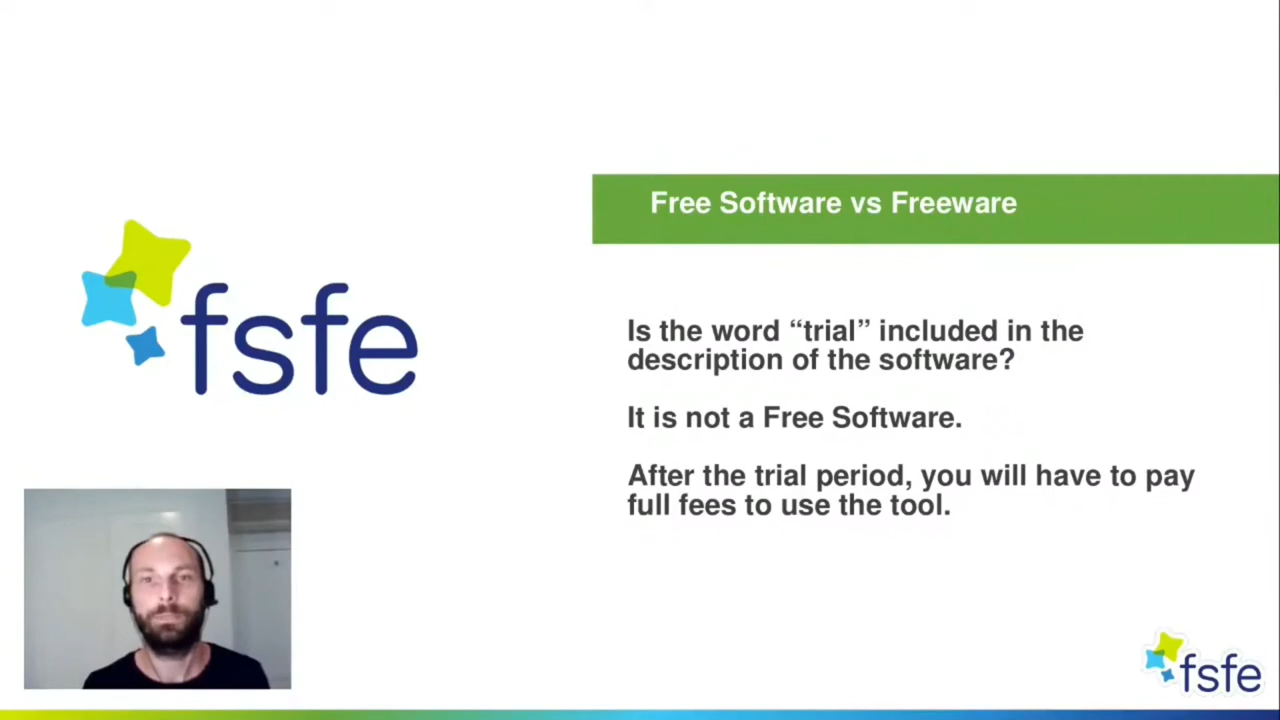 Free Software vs Freeware
fsfe
Is the word “trial” included in the
description of the software?
It is not a Free Software.
After the trial period, you will have to pay
full fees to use the tool.
fsfe